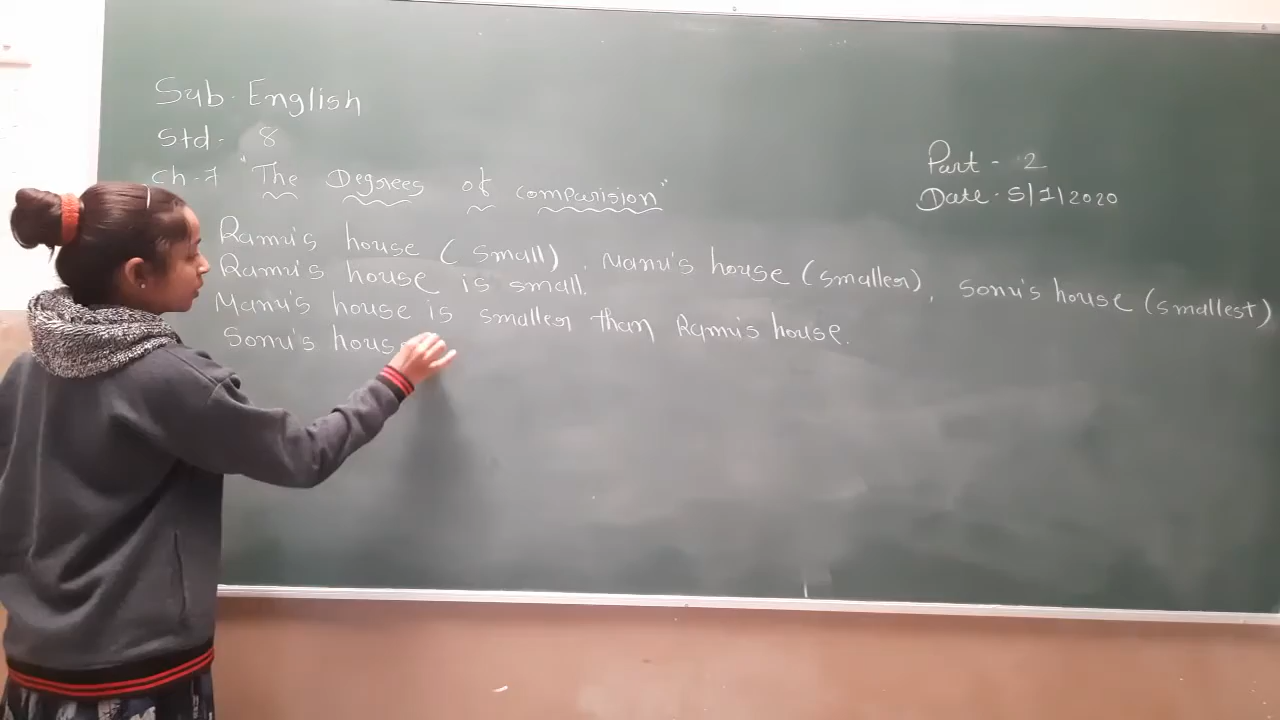 Sub. English
Std- 8
Part - 2
Ch-7 "The Degrees of comparision"
Date. 5/1/2020
Ramu's house (small). Manu's house (smaller), Sonu's house (smallest)
Ramu's house is small.
Manu's house is smaller than Ramu's house.
Sonu's hous